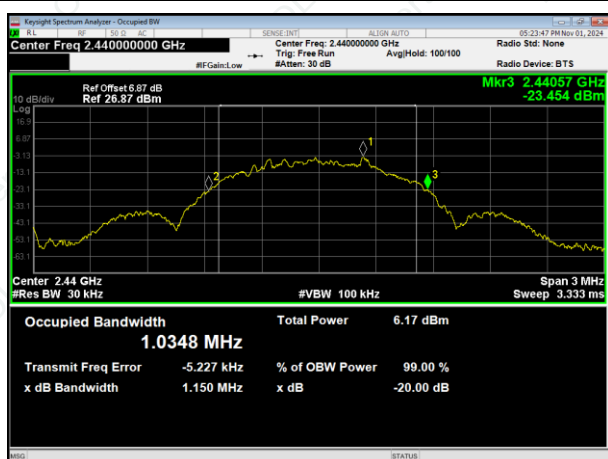 Keysight Spectrum Analyzer - Occupied BW
RL RF 50 Ω AC SENSE:INT ALIGN AUTO 05:23:47 PM Nov 01, 2024
Center Freq 2.440000000 GHz
Center Freq: 2.440000000 GHz
Radio Std: None
Trig: Free Run Avg|Hold: 100/100
#IFGain:Low #Atten: 30 dB Radio Device: BTS
Ref Offset 6.87 dB
Mkr3 2.44057 GHz
10 dB/div Ref 26.87 dBm -23.454 dBm
Log
16.9
6.87
-3.13
-13.1
-23.1
-33.1
-43.1
-53.1
-63.1
1
2
3
Center 2.44 GHz Span 3 MHz
#Res BW 30 kHz #VBW 100 kHz Sweep 3.333 ms
Occupied Bandwidth Total Power 6.17 dBm
1.0348 MHz
Transmit Freq Error -5.227 kHz % of OBW Power 99.00 %
x dB Bandwidth 1.150 MHz x dB -20.00 dB
MSG STATUS